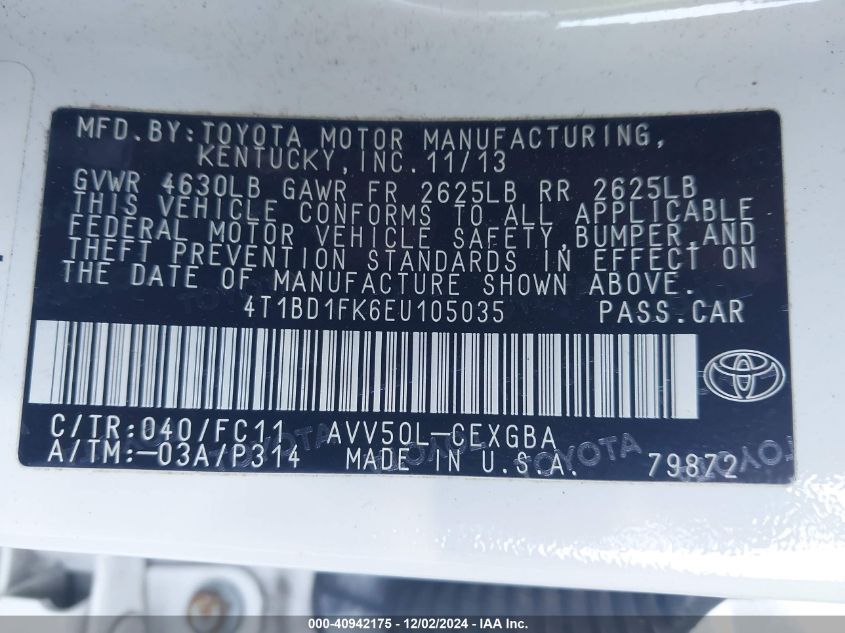 MFD.BY:TOYOTA MOTOR MANUFACTURING,
KENTUCKY,INC.11/13
GVWR 4630LB GAWR FR 2625LB RR 2625LB
THIS VEHICLE CONFORMS TO ALL APPLICABLE
FEDERAL MOTOR VEHICLE SAFETY,BUMPER,AND
THEFT PREVENTION STANDARDS IN EFFECT ON
THE DATE OF MANUFACTURE SHOWN ABOVE.
4T1BD1FK6EU105035 PASS.CAR
C/TR:040/FC11 AVV50L-CEXGBA
A/TM:-03A/P314 MADE IN U.S.A. 79872
TOYOTA TOYOTA TOYOTA
000-40942175 - 12/02/2024 - IAA